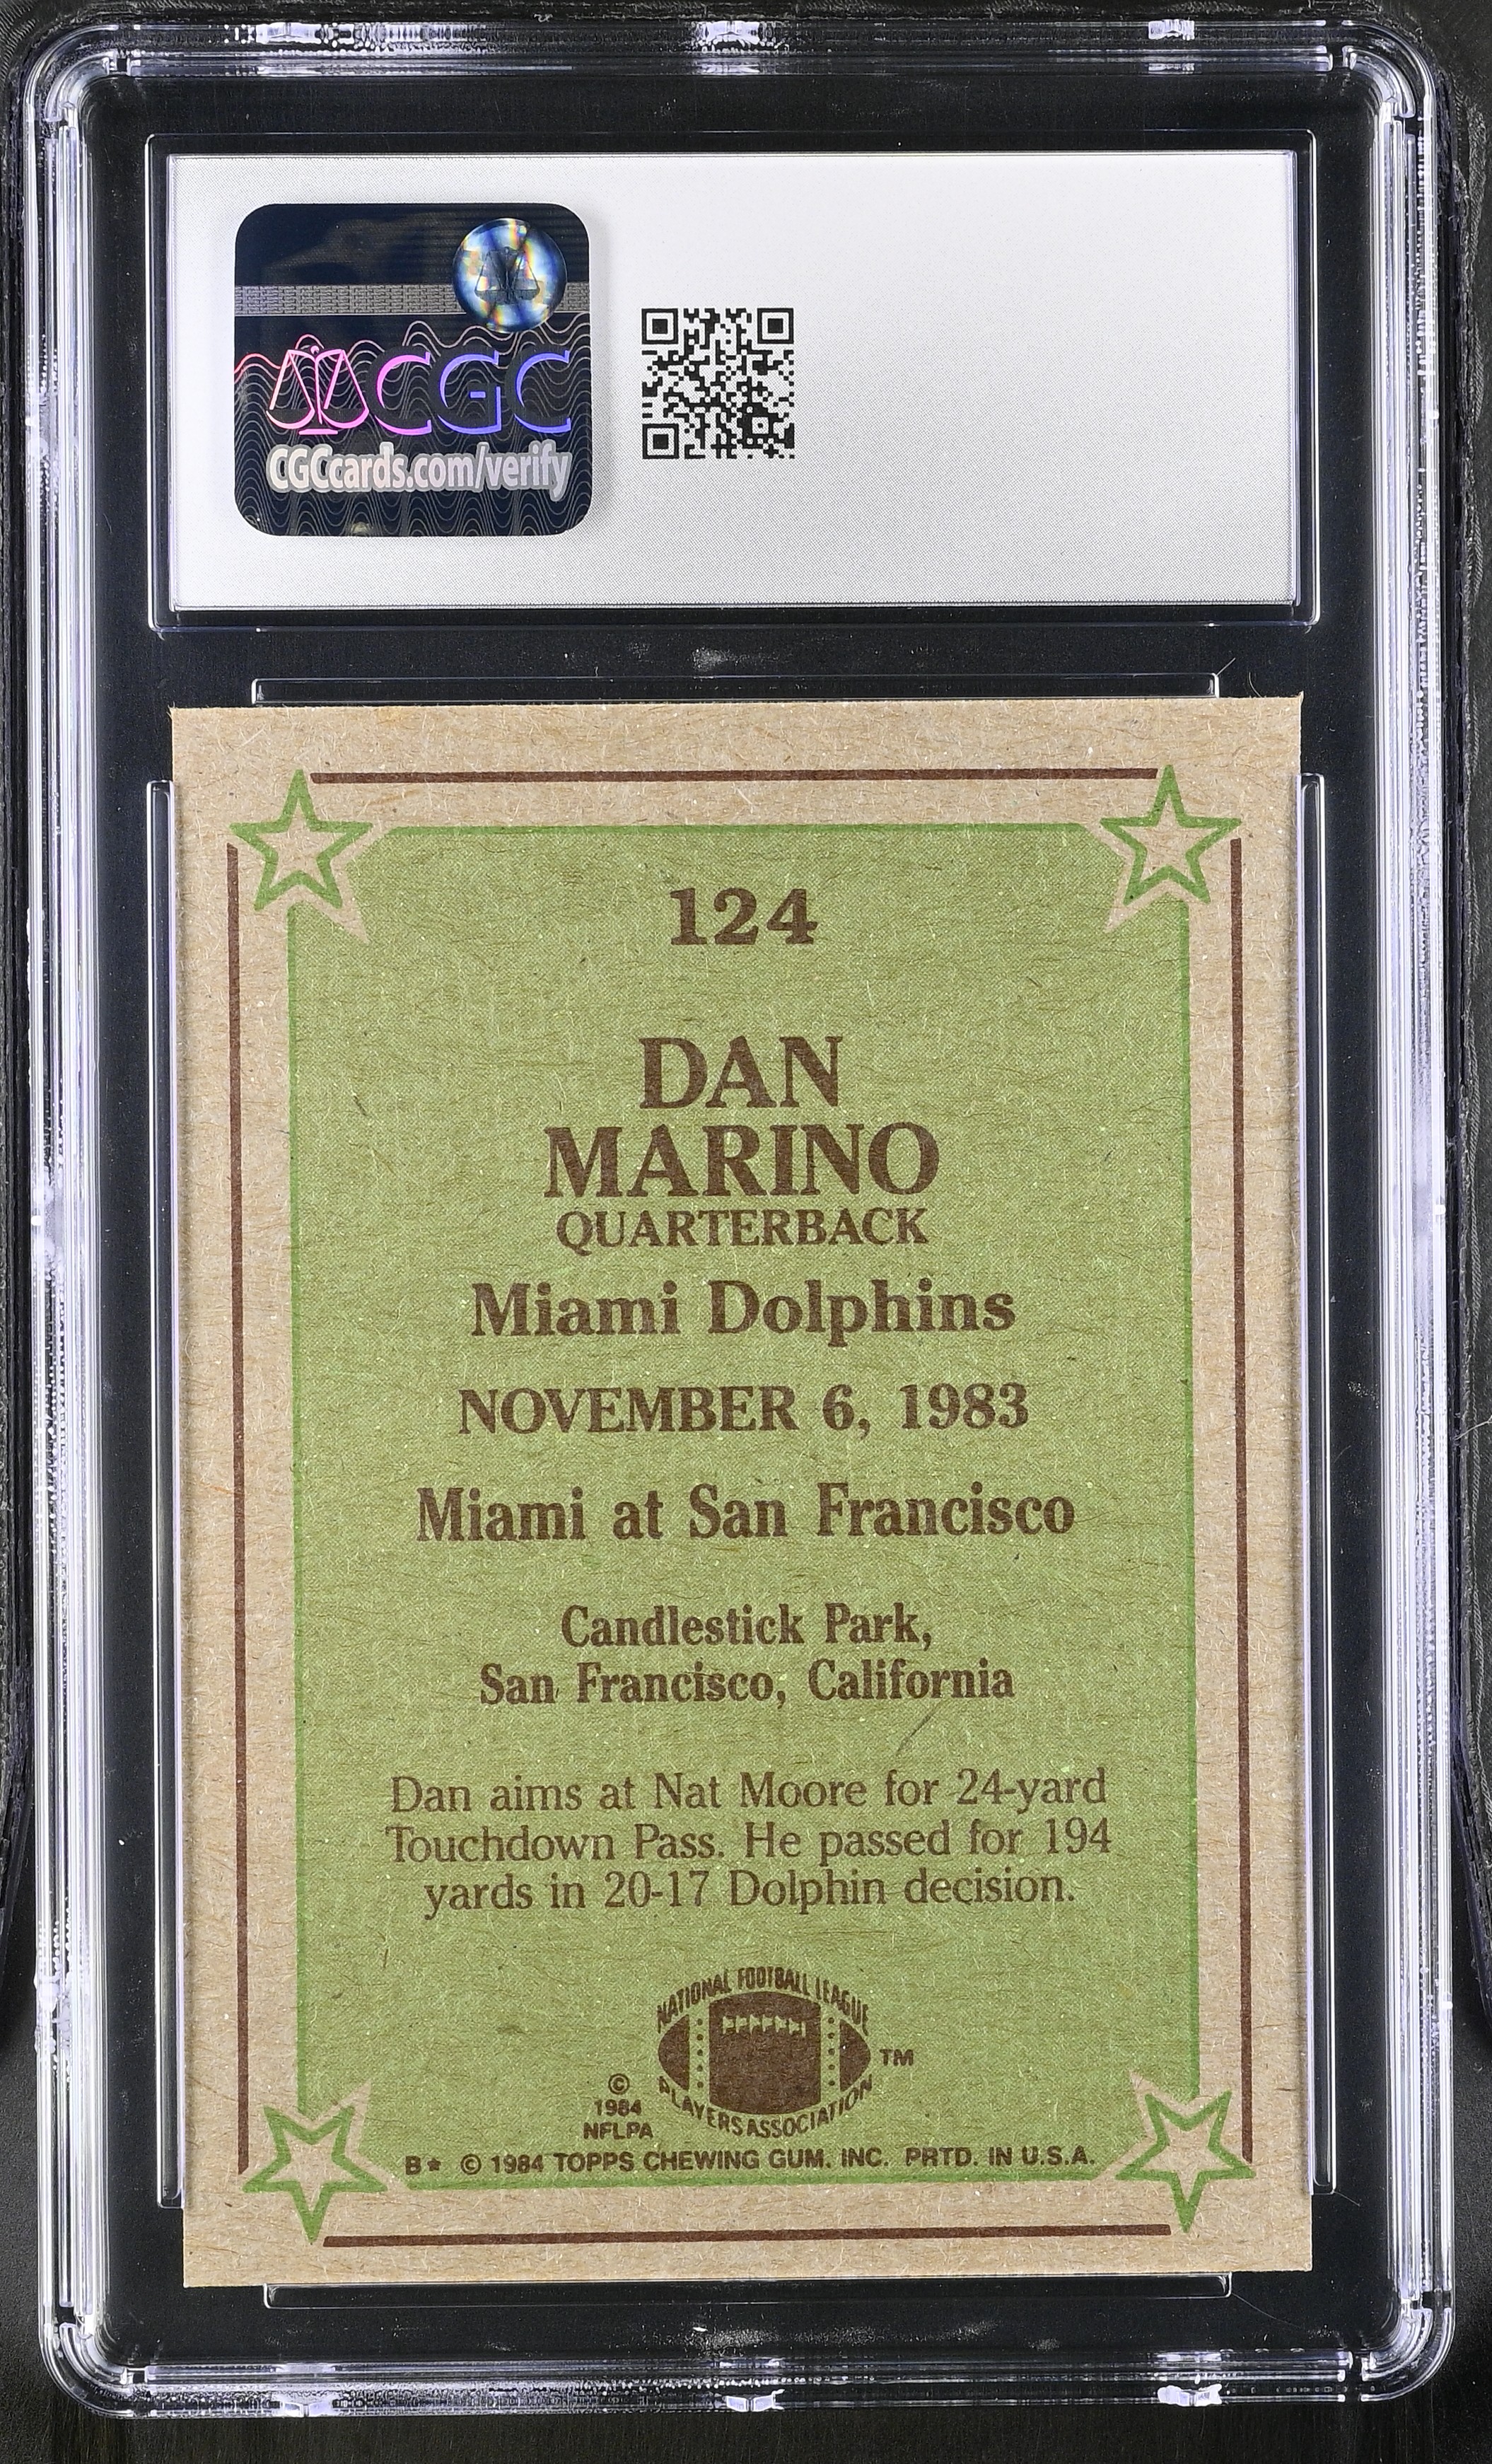 CGC
CGCcards.com/verify
124
DAN
MARINO
QUARTERBACK
Miami Dolphins
NOVEMBER 6, 1983
Miami at San Francisco
Candlestick Park,
San Francisco, California
Dan aims at Nat Moore for 24-yard
Touchdown Pass. He passed for 194
yards in 20-17 Dolphin decision.
NATIONAL FOOTBALL LEAGUE
PLAYERS ASSOCIATION
TM
©
1984
NFLPA
B* © 1984 TOPPS CHEWING GUM. INC. PRTD. IN U.S.A.